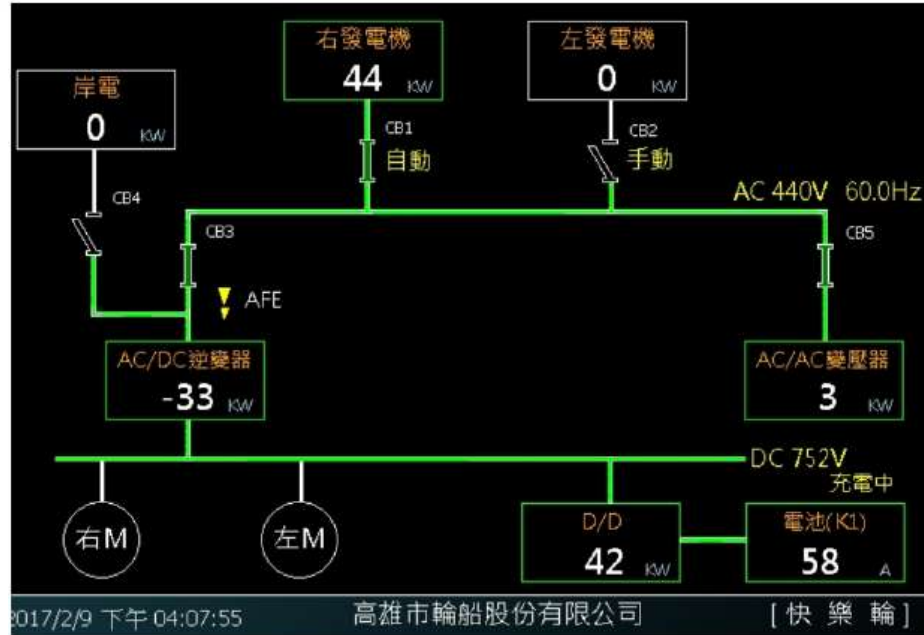 右發電機
44 KW
左發電機
0 KW
岸電
0 KW
CB1
自動
CB2
手動
CB4
AC 440V 60.0Hz
CB3
CB5
AFE
AC/DC逆變器
-33 KW
AC/AC變壓器
3 KW
DC 752V
充電中
右M
左M
D/D
42 KW
電池(K1)
58 A
2017/2/9 下午 04:07:55
高雄市輪船股份有限公司
[ 快 樂 輪 ]